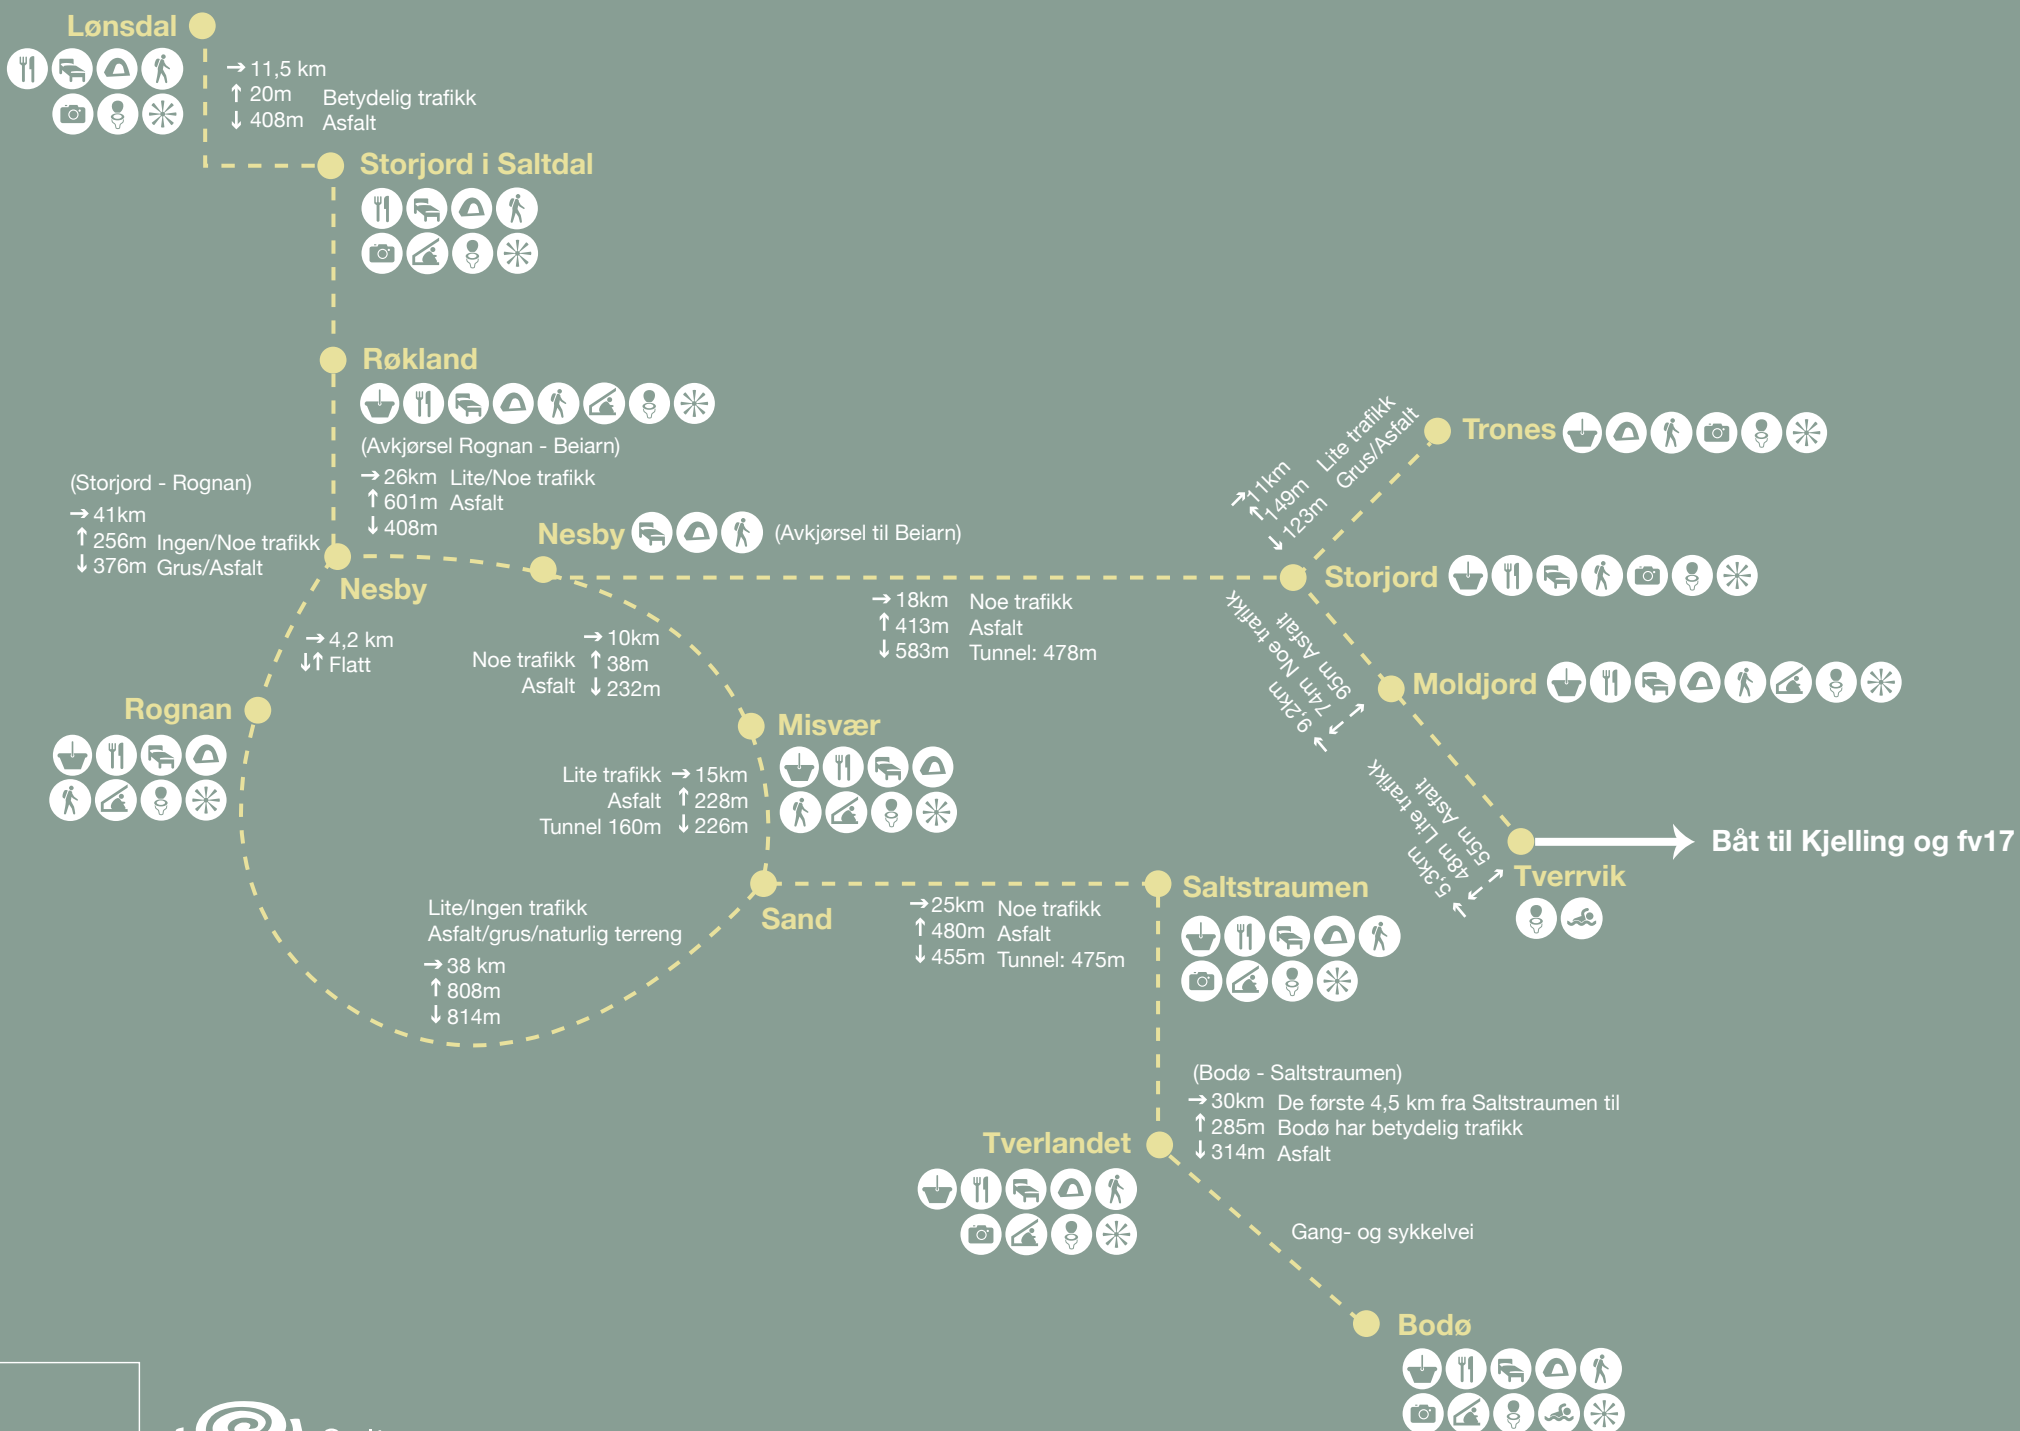 Lønsdal
→ 11,5 km
↑ 20m Betydelig trafikk
↓ 408m Asfalt
Storjord i Saltdal
Røkland
(Avkjørsel Rognan - Beiarn)
→ 26km Lite/Noe trafikk
↑ 601m Asfalt
↓ 408m
(Storjord - Rognan)
→ 41km
↑ 256m Ingen/Noe trafikk
↓ 376m Grus/Asfalt
Nesby
Nesby (Avkjørsel til Beiarn)
→ 18km Noe trafikk
↑ 413m Asfalt
↓ 583m Tunnel: 478m
Trones
→ 11km Lite trafikk
↑ 149m Grus/Asfalt
↓ 123m
Storjord
9,2km Noe trafikk
74m Asfalt
95m
Moldjord
5,3km Lite trafikk
48m Asfalt
55m
Tverrvik
Båt til Kjelling og fv17
→ 4,2 km
↓↑ Flatt
Rognan
→ 10km
Noe trafikk ↑ 38m
Asfalt ↓ 232m
Misvær
Lite trafikk → 15km
Asfalt ↑ 228m
Tunnel 160m ↓ 226m
Lite/Ingen trafikk
Asfalt/grus/naturlig terreng
→ 38 km
↑ 808m
↓ 814m
Sand
→ 25km Noe trafikk
↑ 480m Asfalt
↓ 455m Tunnel: 475m
Saltstraumen
(Bodø - Saltstraumen)
→ 30km De første 4,5 km fra Saltstraumen til
↑ 285m Bodø har betydelig trafikk
↓ 314m Asfalt
Tverlandet
Gang- og sykkelvei
Bodø